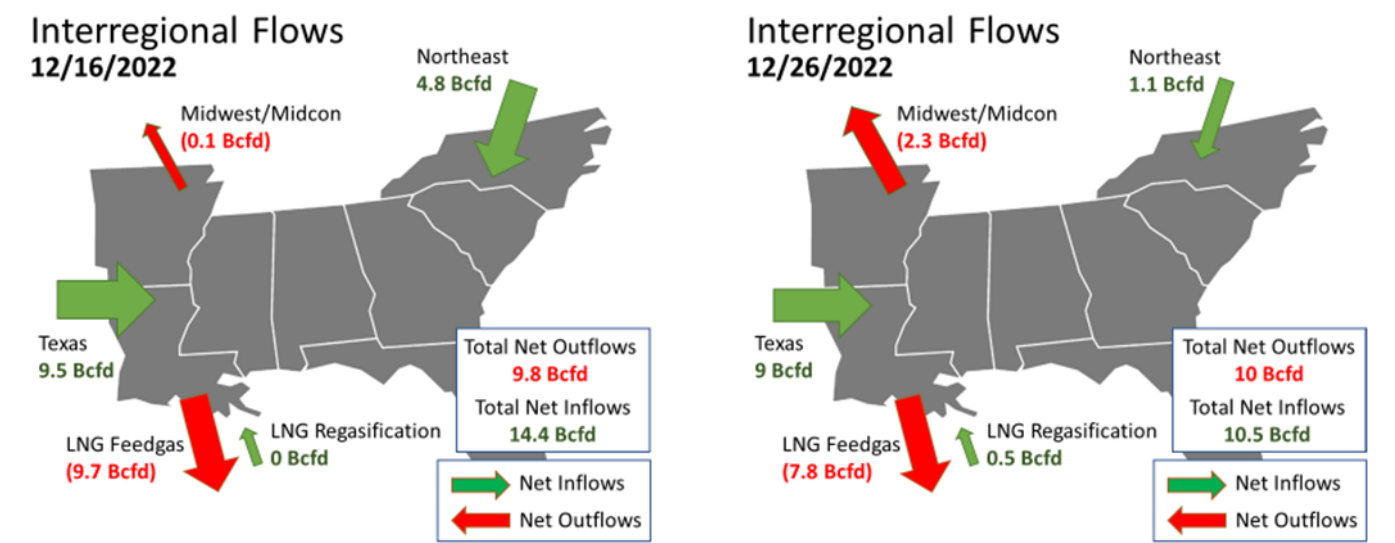 Interregional Flows
12/16/2022
Northeast
4.8 Bcfd
Midwest/Midcon
(0.1 Bcfd)
Texas
9.5 Bcfd
Total Net Outflows
9.8 Bcfd
Total Net Inflows
14.4 Bcfd
LNG Feedgas
(9.7 Bcfd)
LNG Regasification
0 Bcfd
Net Inflows
Net Outflows
Interregional Flows
12/26/2022
Northeast
1.1 Bcfd
Midwest/Midcon
(2.3 Bcfd)
Texas
9 Bcfd
Total Net Outflows
10 Bcfd
Total Net Inflows
10.5 Bcfd
LNG Feedgas
(7.8 Bcfd)
LNG Regasification
0.5 Bcfd
Net Inflows
Net Outflows